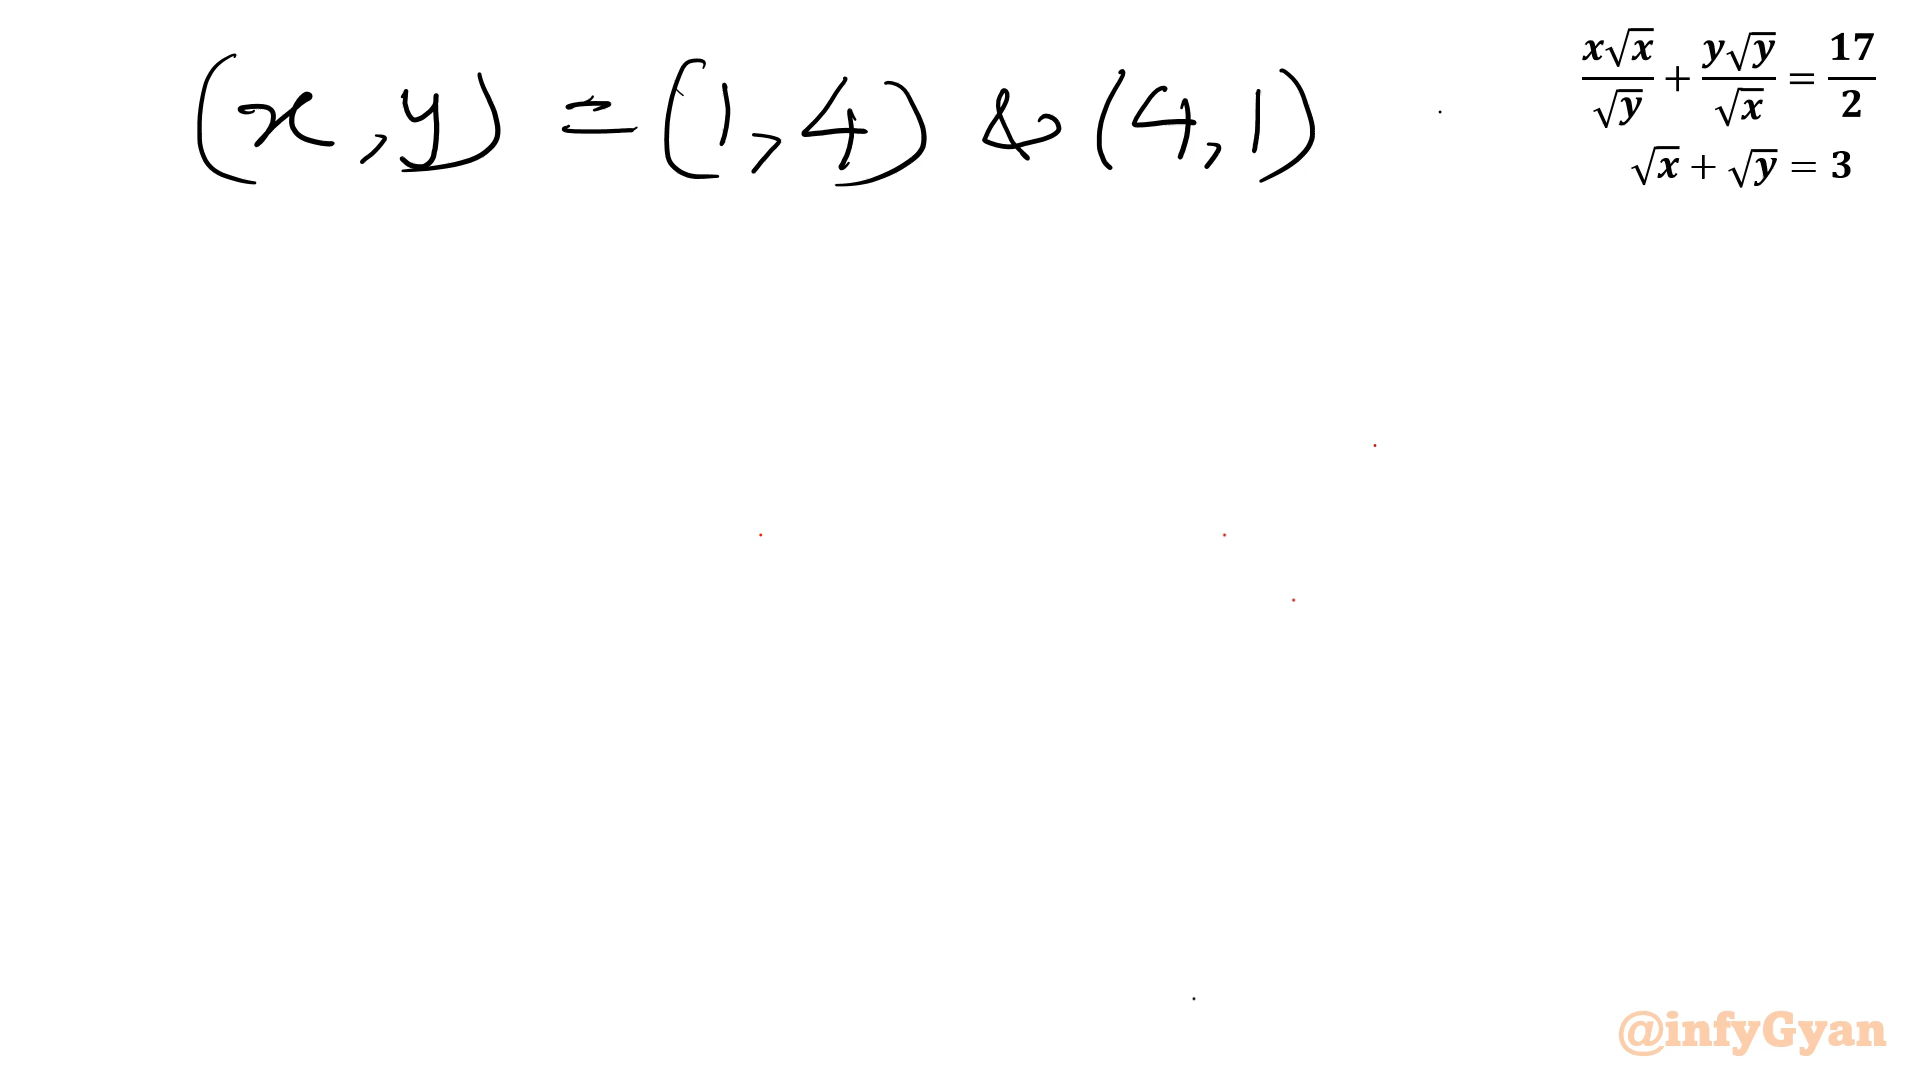 (x, y) = (1, 4) & (4, 1)
x√x/√y + y√y/√x = 17/2
√x + √y = 3
@infyGyan